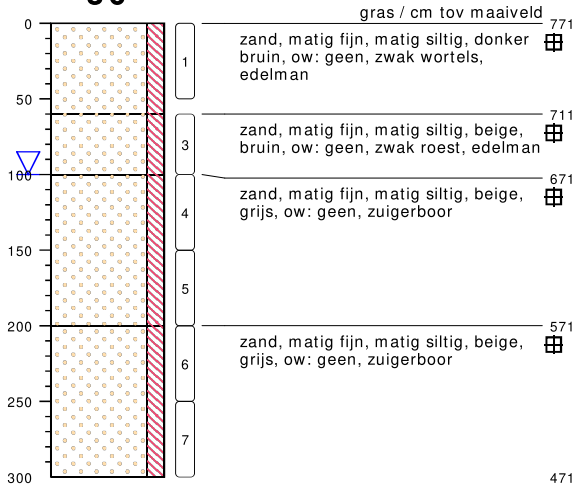 gras / cm tov maaiveld
0
771
zand, matig fijn, matig siltig, donker
bruin, ow: geen, zwak wortels,
edelman
1
50
711
zand, matig fijn, matig siltig, beige,
bruin, ow: geen, zwak roest, edelman
3
100
671
zand, matig fijn, matig siltig, beige,
grijs, ow: geen, zuigerboor
4
150
5
200
571
zand, matig fijn, matig siltig, beige,
grijs, ow: geen, zuigerboor
6
250
7
300
471